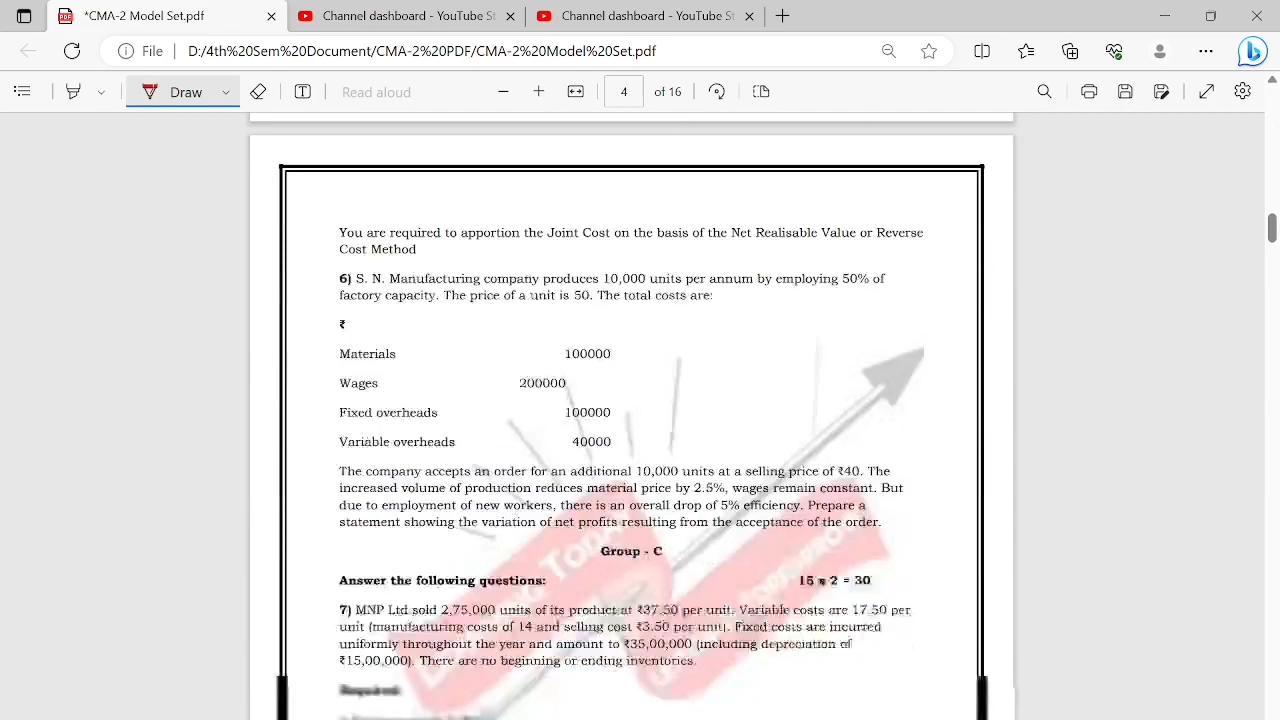 *CMA-2 Model Set.pdf
Channel dashboard - YouTube St
Channel dashboard - YouTube St
File
D:/4th%20Sem%20Document/CMA-2%20PDF/CMA-2%20Model%20Set.pdf
Draw
Read aloud
4
of 16
You are required to apportion the Joint Cost on the basis of the Net Realisable Value or Reverse
Cost Method
6) S. N. Manufacturing company produces 10,000 units per annum by employing 50% of
factory capacity. The price of a unit is 50. The total costs are:
₹
Materials 100000
Wages 200000
Fixed overheads 100000
Variable overheads 40000
The company accepts an order for an additional 10,000 units at a selling price of ₹40. The
increased volume of production reduces material price by 2.5%, wages remain constant. But
due to employment of new workers, there is an overall drop of 5% efficiency. Prepare a
statement showing the variation of net profits resulting from the acceptance of the order.
Group - C
Answer the following questions: 15 x 2 = 30
7) MNP Ltd sold 2,75,000 units of its product at ₹37.50 per unit. Variable costs are 17.50 per
unit (manufacturing costs of 14 and selling cost ₹3.50 per unit). Fixed costs are incurred
uniformly throughout the year and amount to ₹35,00,000 (including depreciation of
₹15,00,000). There are no beginning or ending inventories.
Required: